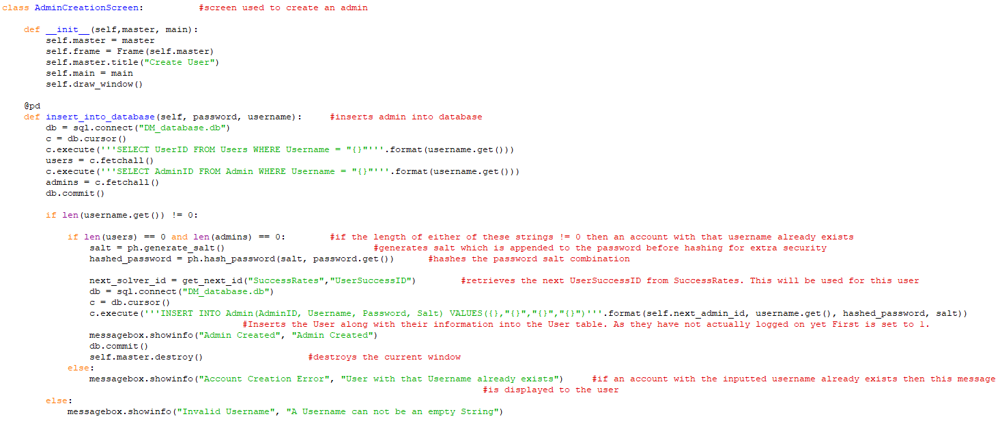 class AdminCreationScreen:          #screen used to create an admin
    def __init__(self,master, main):
        self.master = master
        self.frame = Frame(self.master)
        self.master.title("Create User")
        self.main = main
        self.draw_window()
    @pd
    def insert_into_database(self, password, username):     #inserts admin into database
        db = sql.connect("DM_database.db")
        c = db.cursor()
        c.execute('''SELECT UserID FROM Users WHERE Username = "{}"'''.format(username.get()))
        users = c.fetchall()
        c.execute('''SELECT AdminID FROM Admin WHERE Username = "{}"'''.format(username.get()))
        admins = c.fetchall()
        db.commit()
        if len(username.get()) != 0:
            if len(users) == 0 and len(admins) == 0:        #if the length of either of these strings != 0 then an account with that username already exists
                salt = ph.generate_salt()                           #generates salt which is appended to the password before hashing for extra security
                hashed_password = ph.hash_password(salt, password.get())      #hashes the password salt combination
                next_solver_id = get_next_id("SuccessRates","UserSuccessID")        #retrieves the next UserSuccessID from SuccessRates. This will be used for this user
                db = sql.connect("DM_database.db")
                c = db.cursor()
                c.execute('''INSERT INTO Admin(AdminID, Username, Password, Salt) VALUES({},"{}","{}","{}")'''.format(self.next_admin_id, username.get(), hashed_password, salt))
                                            #Inserts the User along with their information into the User table. As they have not actually logged on yet First is set to 1.
                messagebox.showinfo("Admin Created", "Admin Created")
                db.commit()
                self.master.destroy()                   #destroys the current window
            else:
                messagebox.showinfo("Account Creation Error", "User with that Username already exists")     #if an account with the inputted username already exists then this message
                                                                                        #is displayed to the user
        else:
            messagebox.showinfo("Invalid Username", "A Username can not be an empty String")